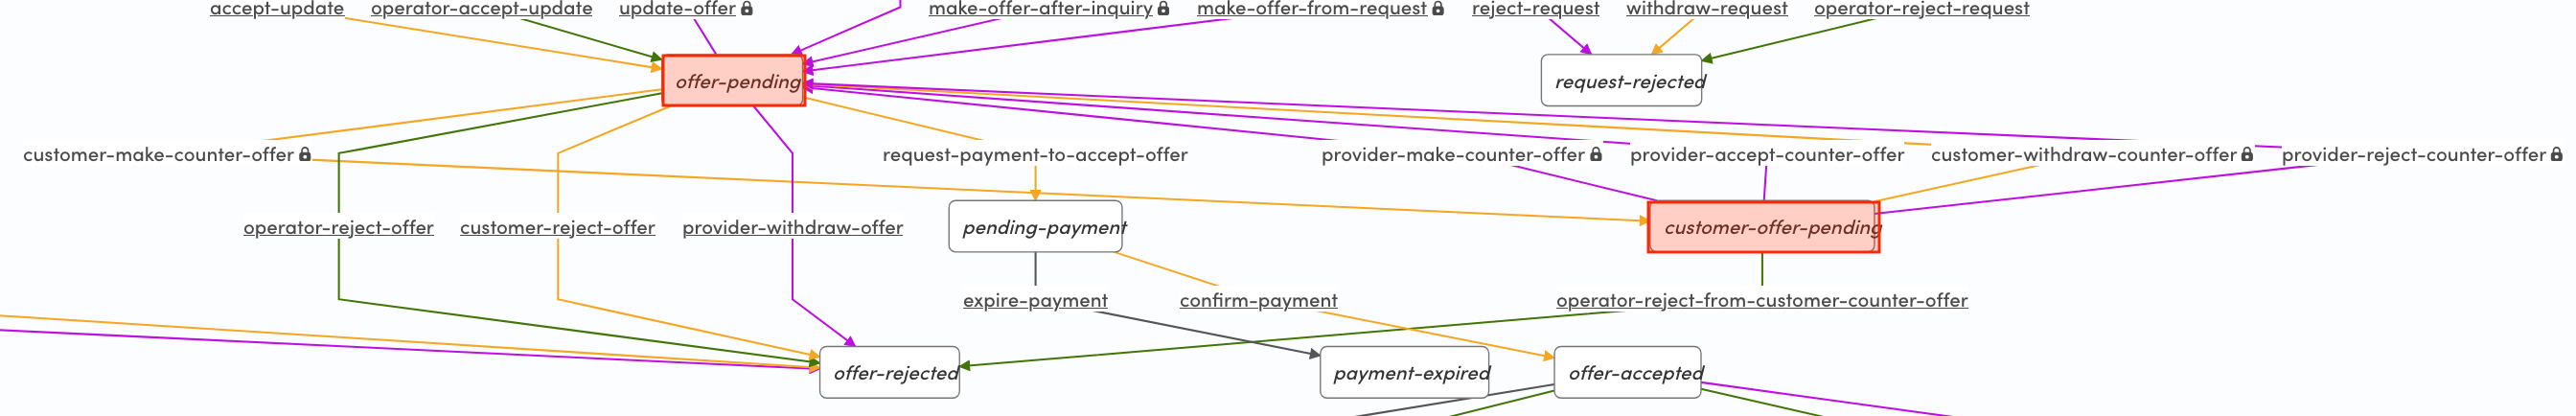 accept-update operator-accept-update update-offer make-offer-after-inquiry make-offer-from-request reject-request withdraw-request operator-reject-request
offer-pending request-rejected
customer-make-counter-offer request-payment-to-accept-offer provider-make-counter-offer provider-accept-counter-offer customer-withdraw-counter-offer provider-reject-counter-offer
operator-reject-offer customer-reject-offer provider-withdraw-offer pending-payment customer-offer-pending
expire-payment confirm-payment operator-reject-from-customer-counter-offer
offer-rejected payment-expired offer-accepted